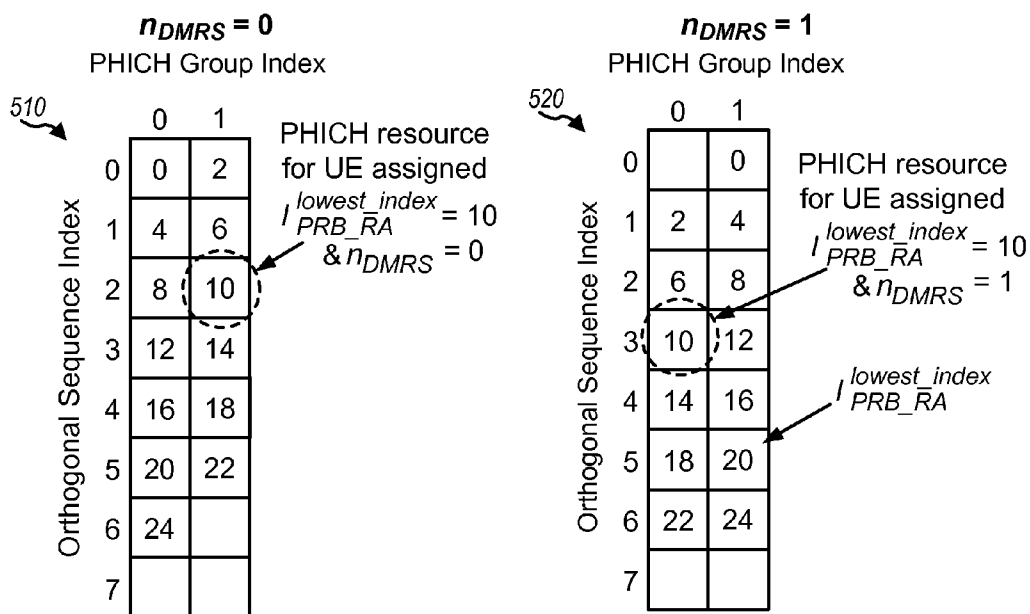 n_DMRS = 0
PHICH Group Index
510
0 1
PHICH resource
for UE assigned
I_PRB_RA^lowest_index = 10
& n_DMRS = 0
Orthogonal Sequence Index
0 0 2
1 4 6
2 8 10
3 12 14
4 16 18
5 20 22
6 24
7
n_DMRS = 1
PHICH Group Index
520
0 1
PHICH resource
for UE assigned
I_PRB_RA^lowest_index = 10
& n_DMRS = 1
I_PRB_RA^lowest_index
Orthogonal Sequence Index
0 0
1 2 4
2 6 8
3 10 12
4 14 16
5 18 20
6 22 24
7